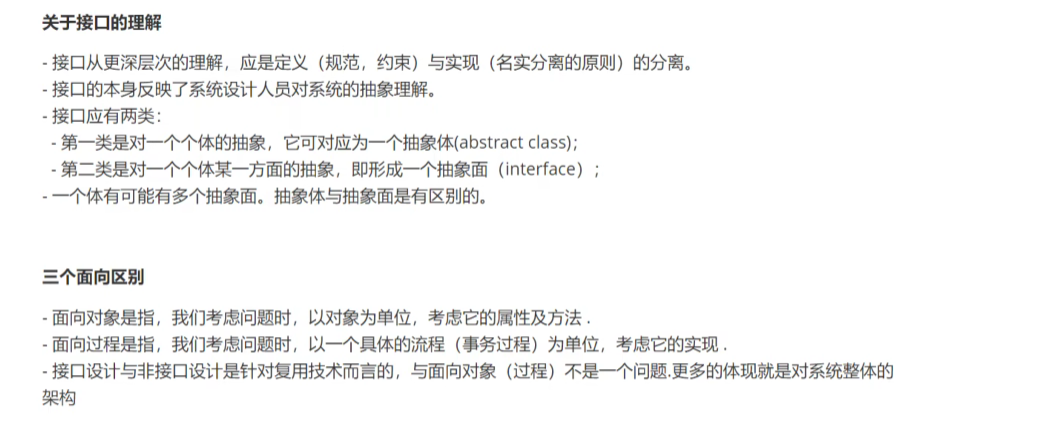 关于接口的理解
- 接口从更深层次的理解，应是定义（规范，约束）与实现（名实分离的原则）的分离。
- 接口的本身反映了系统设计人员对系统的抽象理解。
- 接口应有两类：
- 第一类是对一个个体的抽象，它可对应为一个抽象体(abstract class)；
- 第二类是对一个个体某一方面的抽象，即形成一个抽象面（interface）；
- 一个体有可能有多个抽象面。抽象体与抽象面是有区别的。
三个面向区别
- 面向对象是指，我们考虑问题时，以对象为单位，考虑它的属性及方法 .
- 面向过程是指，我们考虑问题时，以一个具体的流程（事务过程）为单位，考虑它的实现 .
- 接口设计与非接口设计是针对复用技术而言的，与面向对象（过程）不是一个问题.更多的体现就是对系统整体的
架构